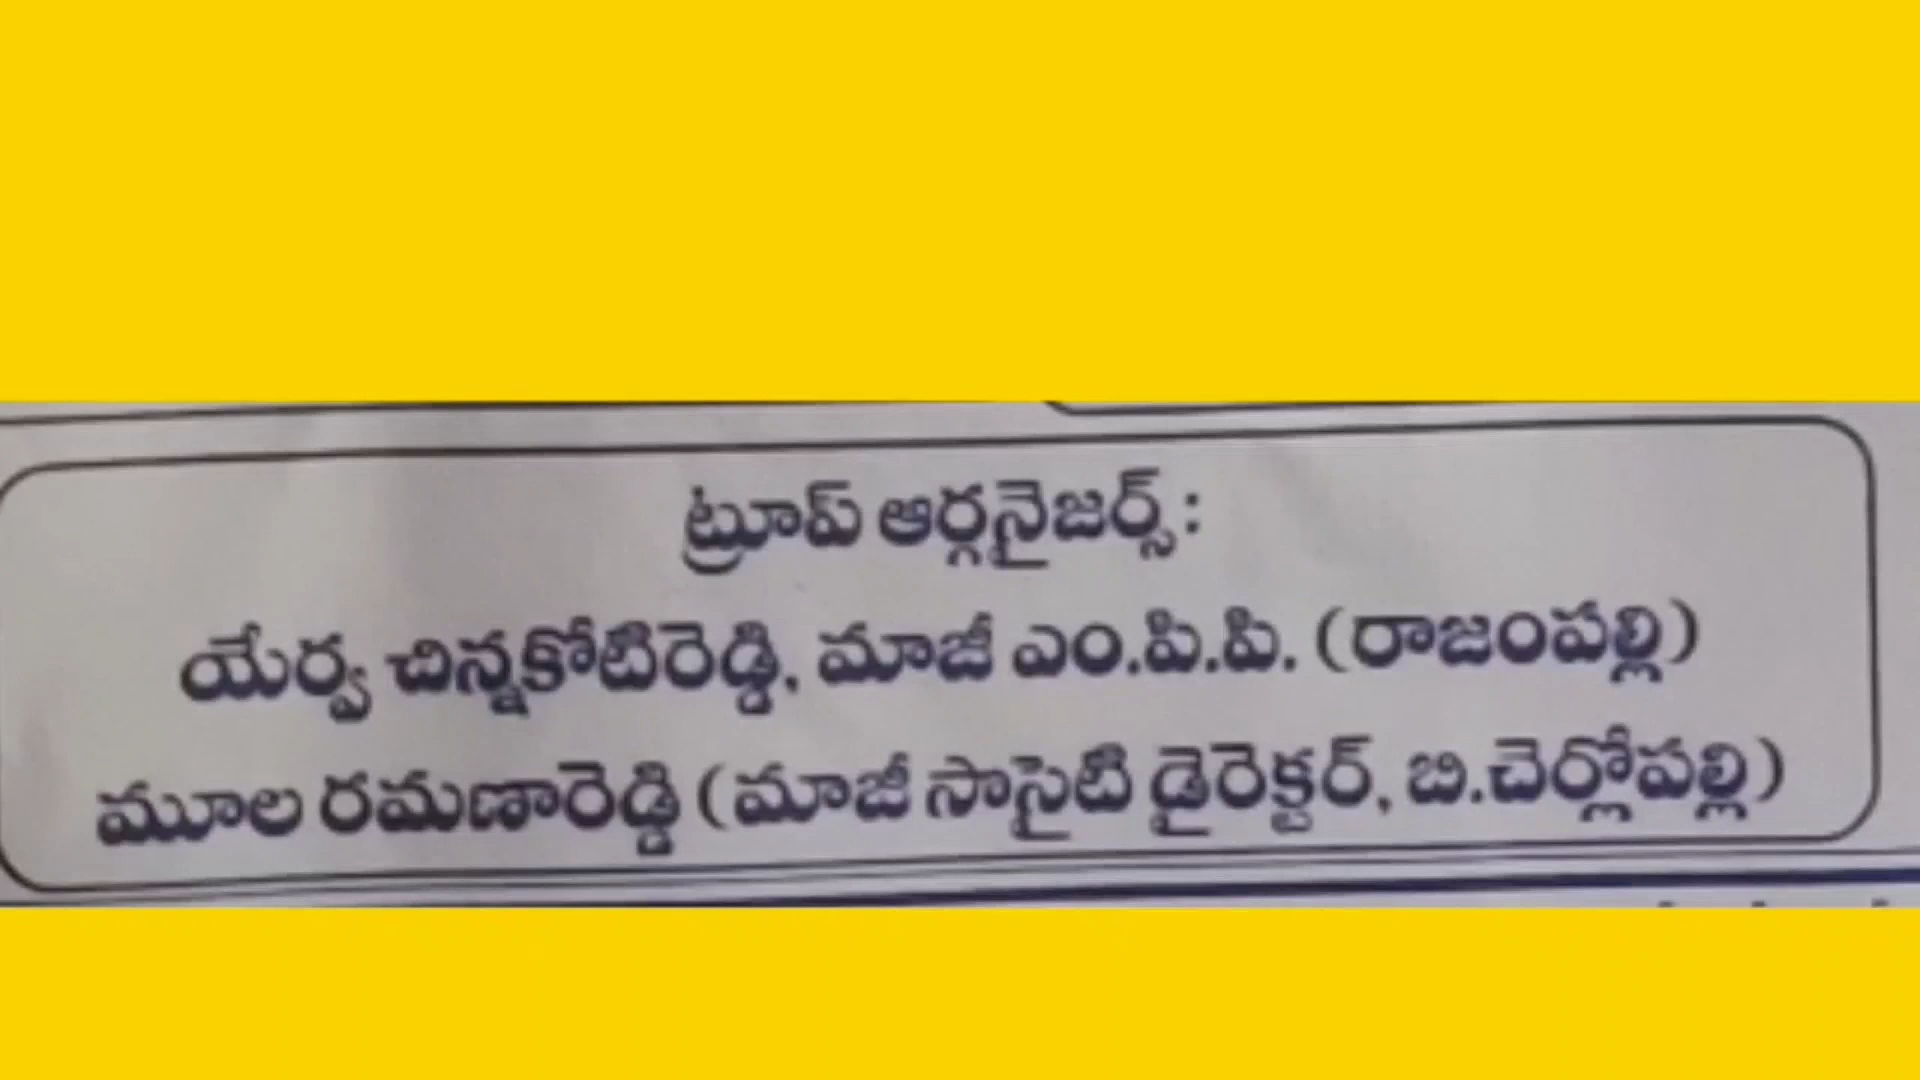 ట్రూప్ ఆర్గనైజర్స్ :
యేర్వ చిన్నకోటిరెడ్డి, మాజీ ఎం.పి.పి. (రాజంపల్లి)
మూల రమణారెడ్డి (మాజీ సొసైటి డైరెక్టర్, బి.చెర్లోపల్లి)